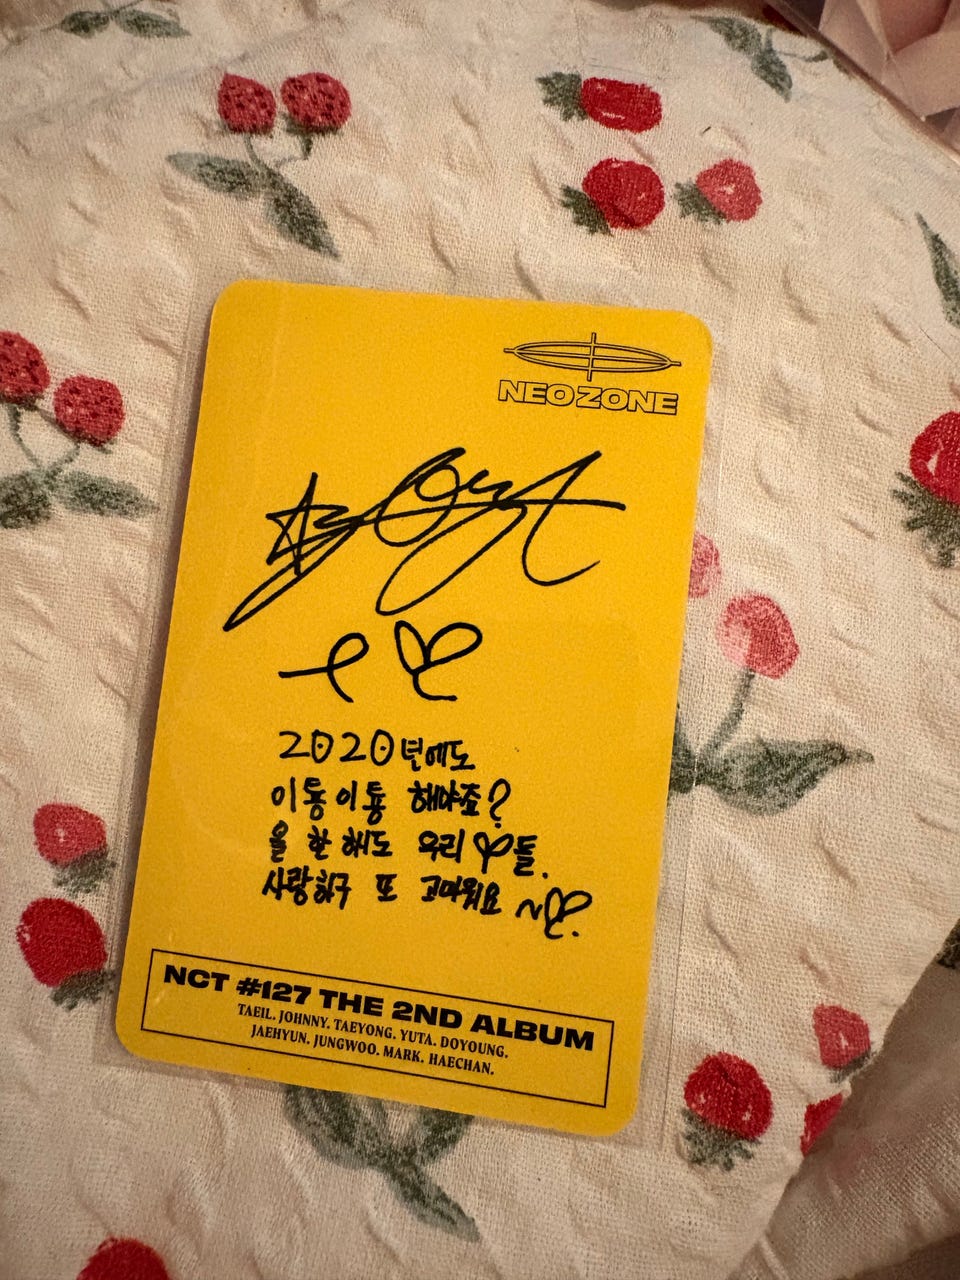 NEO ZONE
2020년에도
이통이통 해야죠?
올 한 해도 우리 ♡들.
사랑하구 또 고마워요 ~♡.
NCT #127 THE 2ND ALBUM
TAEIL. JOHNNY. TAEYONG. YUTA. DOYOUNG.
JAEHYUN. JUNGWOO. MARK. HAECHAN.